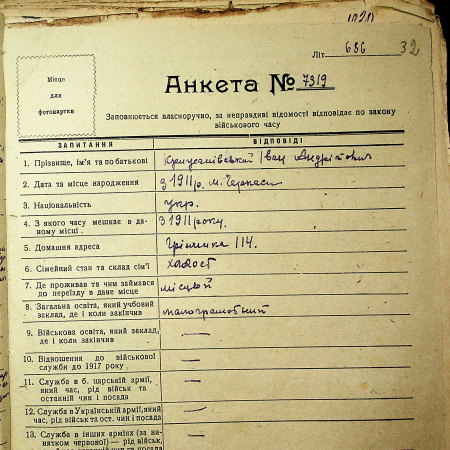 1020
Літ. 686 32
Місце
для
фотокартки
Анкета № 7319
Заповнюється власноручно, за неправдиві відомості відповідає по закону
військового часу
ЗАПИТАННЯ ВІДПОВІДІ
1. Прізвище, ім'я та по батькові Іван Андрійович
2. Дата та місце народження з 1911 р. м. Черкаси
3. Національність укр.
4. З якого часу мешкає в да-
ному місці З 1911 року.
5. Домашня адреса Грінченка 114.
6. Сімейний стан та склад сім'ї холост
7. Де проживав та чим займався
до переїзду в дане місце місцевий
8. Загальна освіта, який учбовий
заклад, де і коли закінчив малограмотний
9. Військова освіта, який заклад,
де і коли закінчив —
10. Відношення до військової
служби до 1917 року —
11. Служба в б. царській армії,
який час, рід військ та
останній чин і посада —
12. Служба в Українській армії, який
час, рід військ та ост. чин і посада —
13. Служба в інших арміях (за ви-
нятком червоної) — рід військ, —